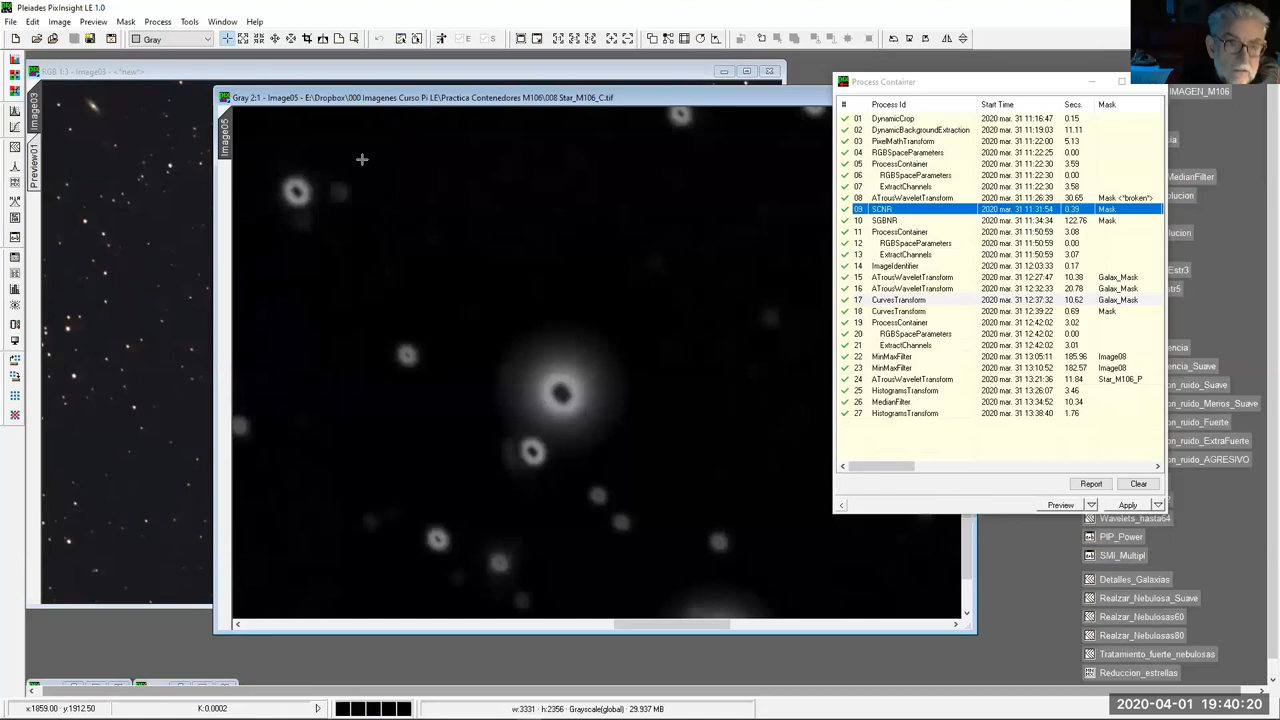 Pleiades PixInsight LE 1.0
File Edit Image Preview Mask Process Tools Window Help
Gray
RGB 1:3 - Image03 - <*new*>
Image03
Preview01
Gray 2:1 - Image05 - E:\Dropbox\000 Imagenes Curso Pi LE\Practica Contenedores M106\008 Star_M106_C.tif
Image05
Process Container
# Process Id Start Time Secs. Mask
01 DynamicCrop 2020 mar. 31 11:16:47 0.15
02 DynamicBackgroundExtraction 2020 mar. 31 11:19:03 11.11
03 PixelMathTransform 2020 mar. 31 11:22:00 5.13
04 RGBSpaceParameters 2020 mar. 31 11:22:25 0.00
05 ProcessContainer 2020 mar. 31 11:22:30 3.59
06 RGBSpaceParameters 2020 mar. 31 11:22:30 0.00
07 ExtractChannels 2020 mar. 31 11:22:30 3.58
08 ATrousWaveletTransform 2020 mar. 31 11:26:39 30.65 Mask <*broken*>
09 SCNR 2020 mar. 31 11:31:54 0.39 Mask
10 SGBNR 2020 mar. 31 11:34:34 122.76 Mask
11 ProcessContainer 2020 mar. 31 11:50:59 3.08
12 RGBSpaceParameters 2020 mar. 31 11:50:59 0.00
13 ExtractChannels 2020 mar. 31 11:50:59 3.07
14 ImageIdentifier 2020 mar. 31 12:03:33 0.17
15 ATrousWaveletTransform 2020 mar. 31 12:27:47 10.38 Galax_Mask
16 ATrousWaveletTransform 2020 mar. 31 12:32:33 20.78 Galax_Mask
17 CurvesTransform 2020 mar. 31 12:37:32 10.62 Galax_Mask
18 CurvesTransform 2020 mar. 31 12:39:22 0.69 Mask
19 ProcessContainer 2020 mar. 31 12:42:02 3.02
20 RGBSpaceParameters 2020 mar. 31 12:42:02 0.00
21 ExtractChannels 2020 mar. 31 12:42:02 3.01
22 MinMaxFilter 2020 mar. 31 13:05:11 185.96 Image08
23 MinMaxFilter 2020 mar. 31 13:10:52 182.57 Image08
24 ATrousWaveletTransform 2020 mar. 31 13:21:36 11.84 Star_M106_P
25 HistogramsTransform 2020 mar. 31 13:26:07 3.46
26 MedianFilter 2020 mar. 31 13:34:52 10.34
27 HistogramsTransform 2020 mar. 31 13:38:40 1.76
Report Clear
Preview Apply
IMAGEN_M106
MedianFilter
Estr3
encia_Suave
on_ruido_Suave
on_ruido_Menos_Suave
on_ruido_Fuerte
on_ruido_ExtraFuerte
on_ruido_AGRESIVO
Wavelets_hasta64
PIP_Power
SMI_Multipl
Detalles_Galaxias
Realzar_Nebulosa_Suave
Realzar_Nebulosas60
Realzar_Nebulosas80
Tratamiento_fuerte_nebulosas
Reduccion_estrellas
x:1859.00 y:1912.50 K:0.0002 w:3331 h:2356 Grayscale(global) 29.937 MB
2020-04-01 19:40:20